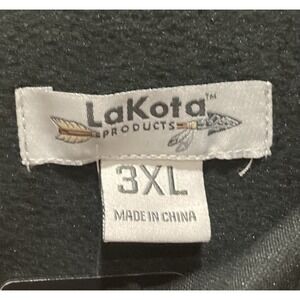 LaKota™
PRODUCTS
3XL
MADE IN CHINA